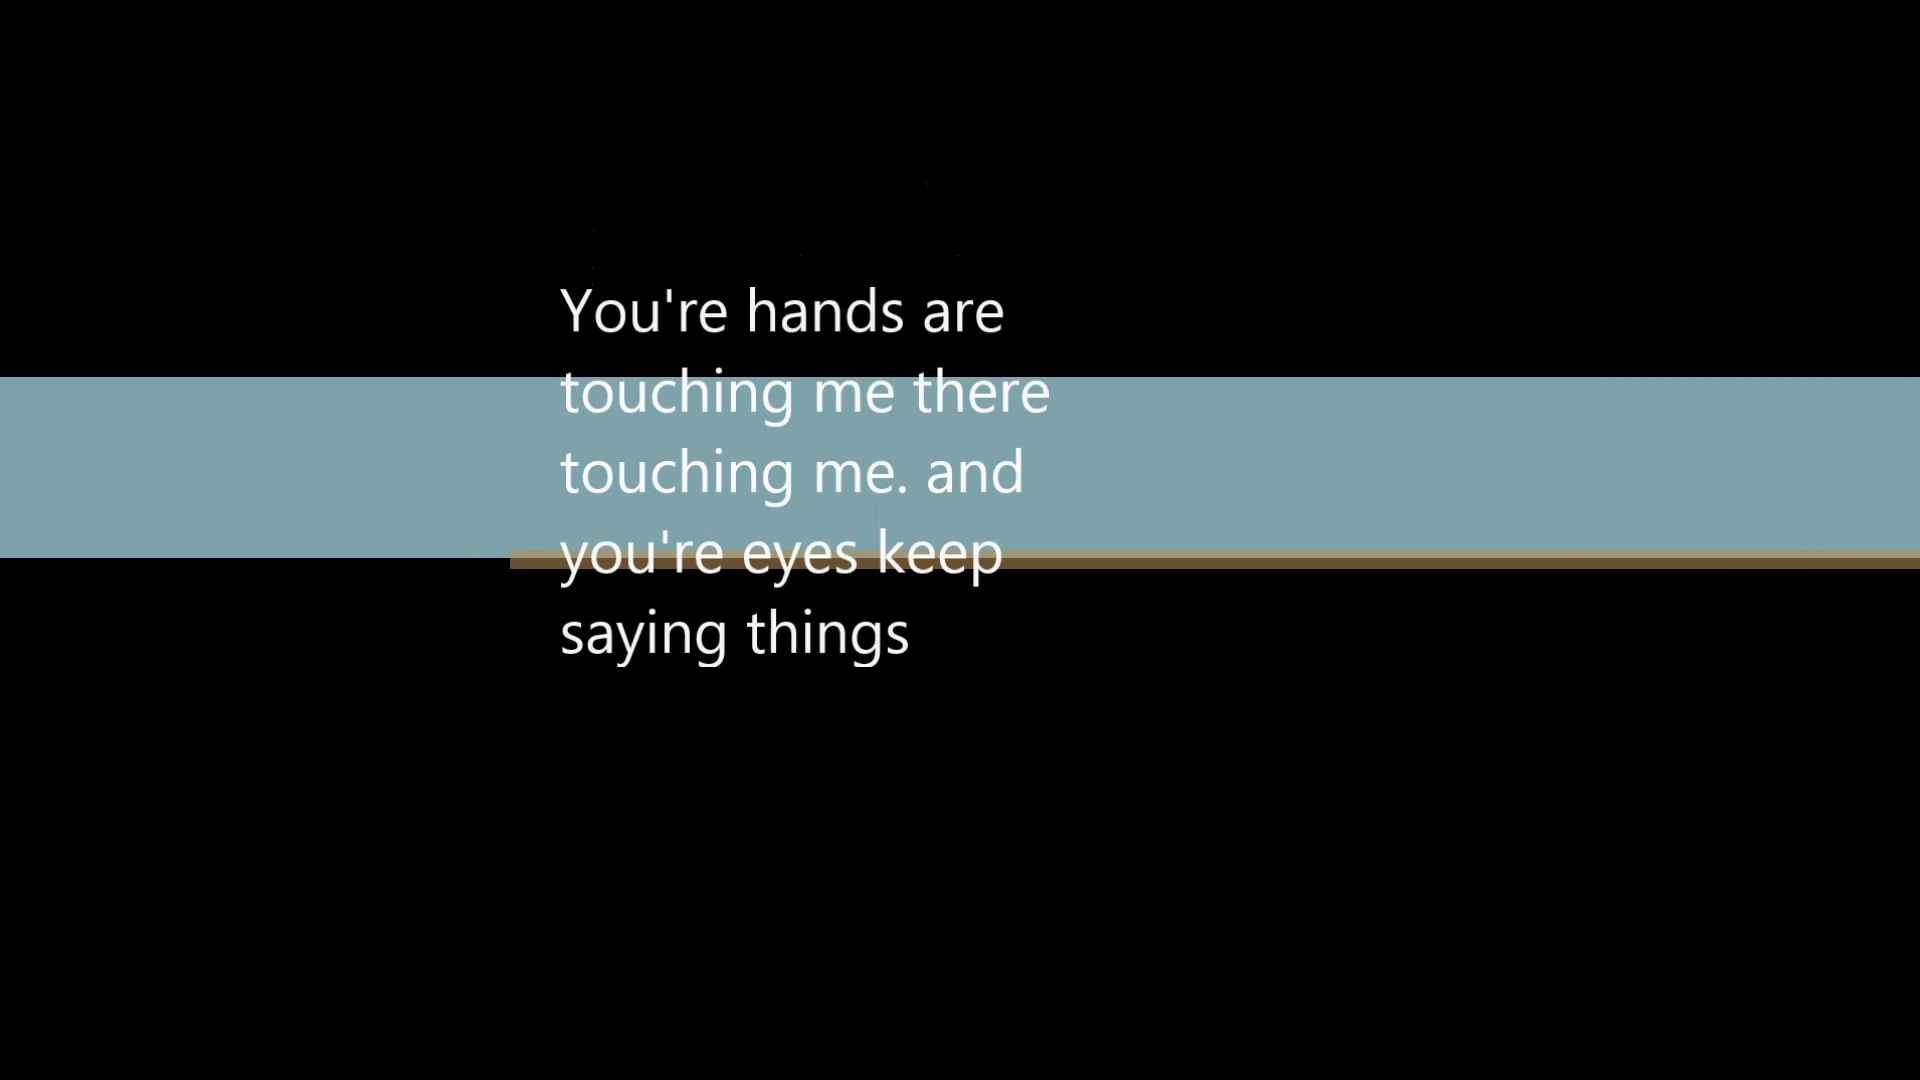 You're hands are
touching me there
touching me. and
you're eyes keep
saying things